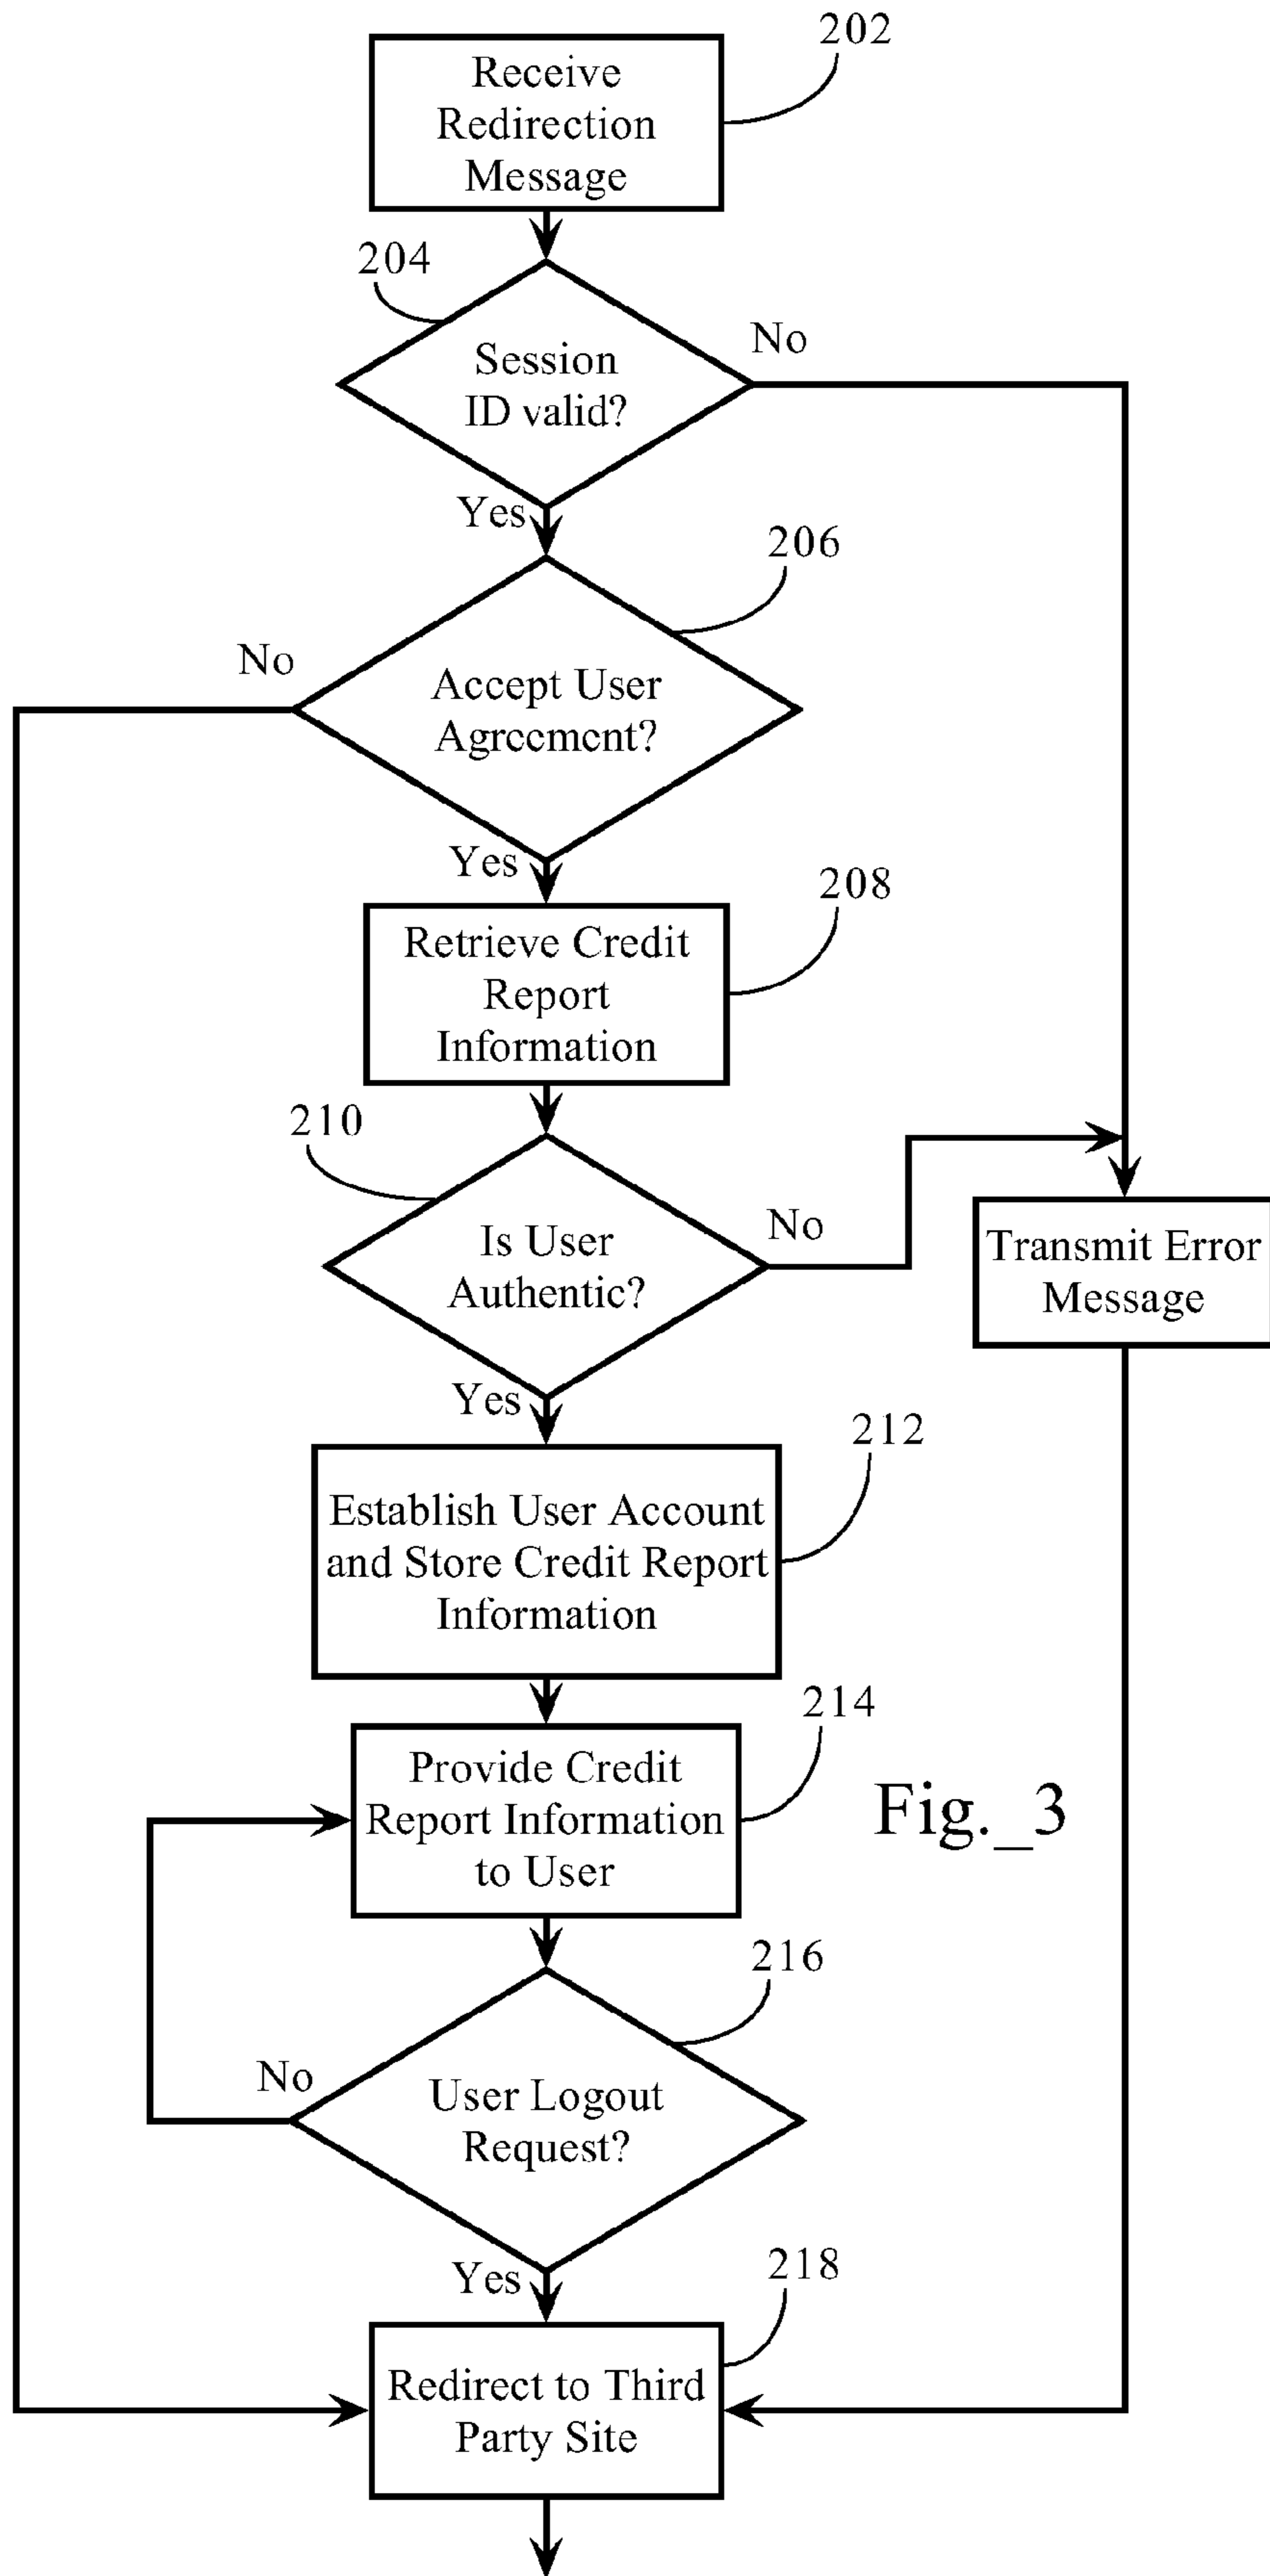 202
Receive
Redirection
Message
204
No
Session
ID valid?
Yes
206
No
Accept User
Agreement?
Yes
208
Retrieve Credit
Report
Information
210
No
Is User
Authentic?
Transmit Error
Message
Yes
212
Establish User Account
and Store Credit Report
Information
214
Provide Credit
Report Information
to User
Fig._3
216
No
User Logout
Request?
Yes
218
Redirect to Third
Party Site